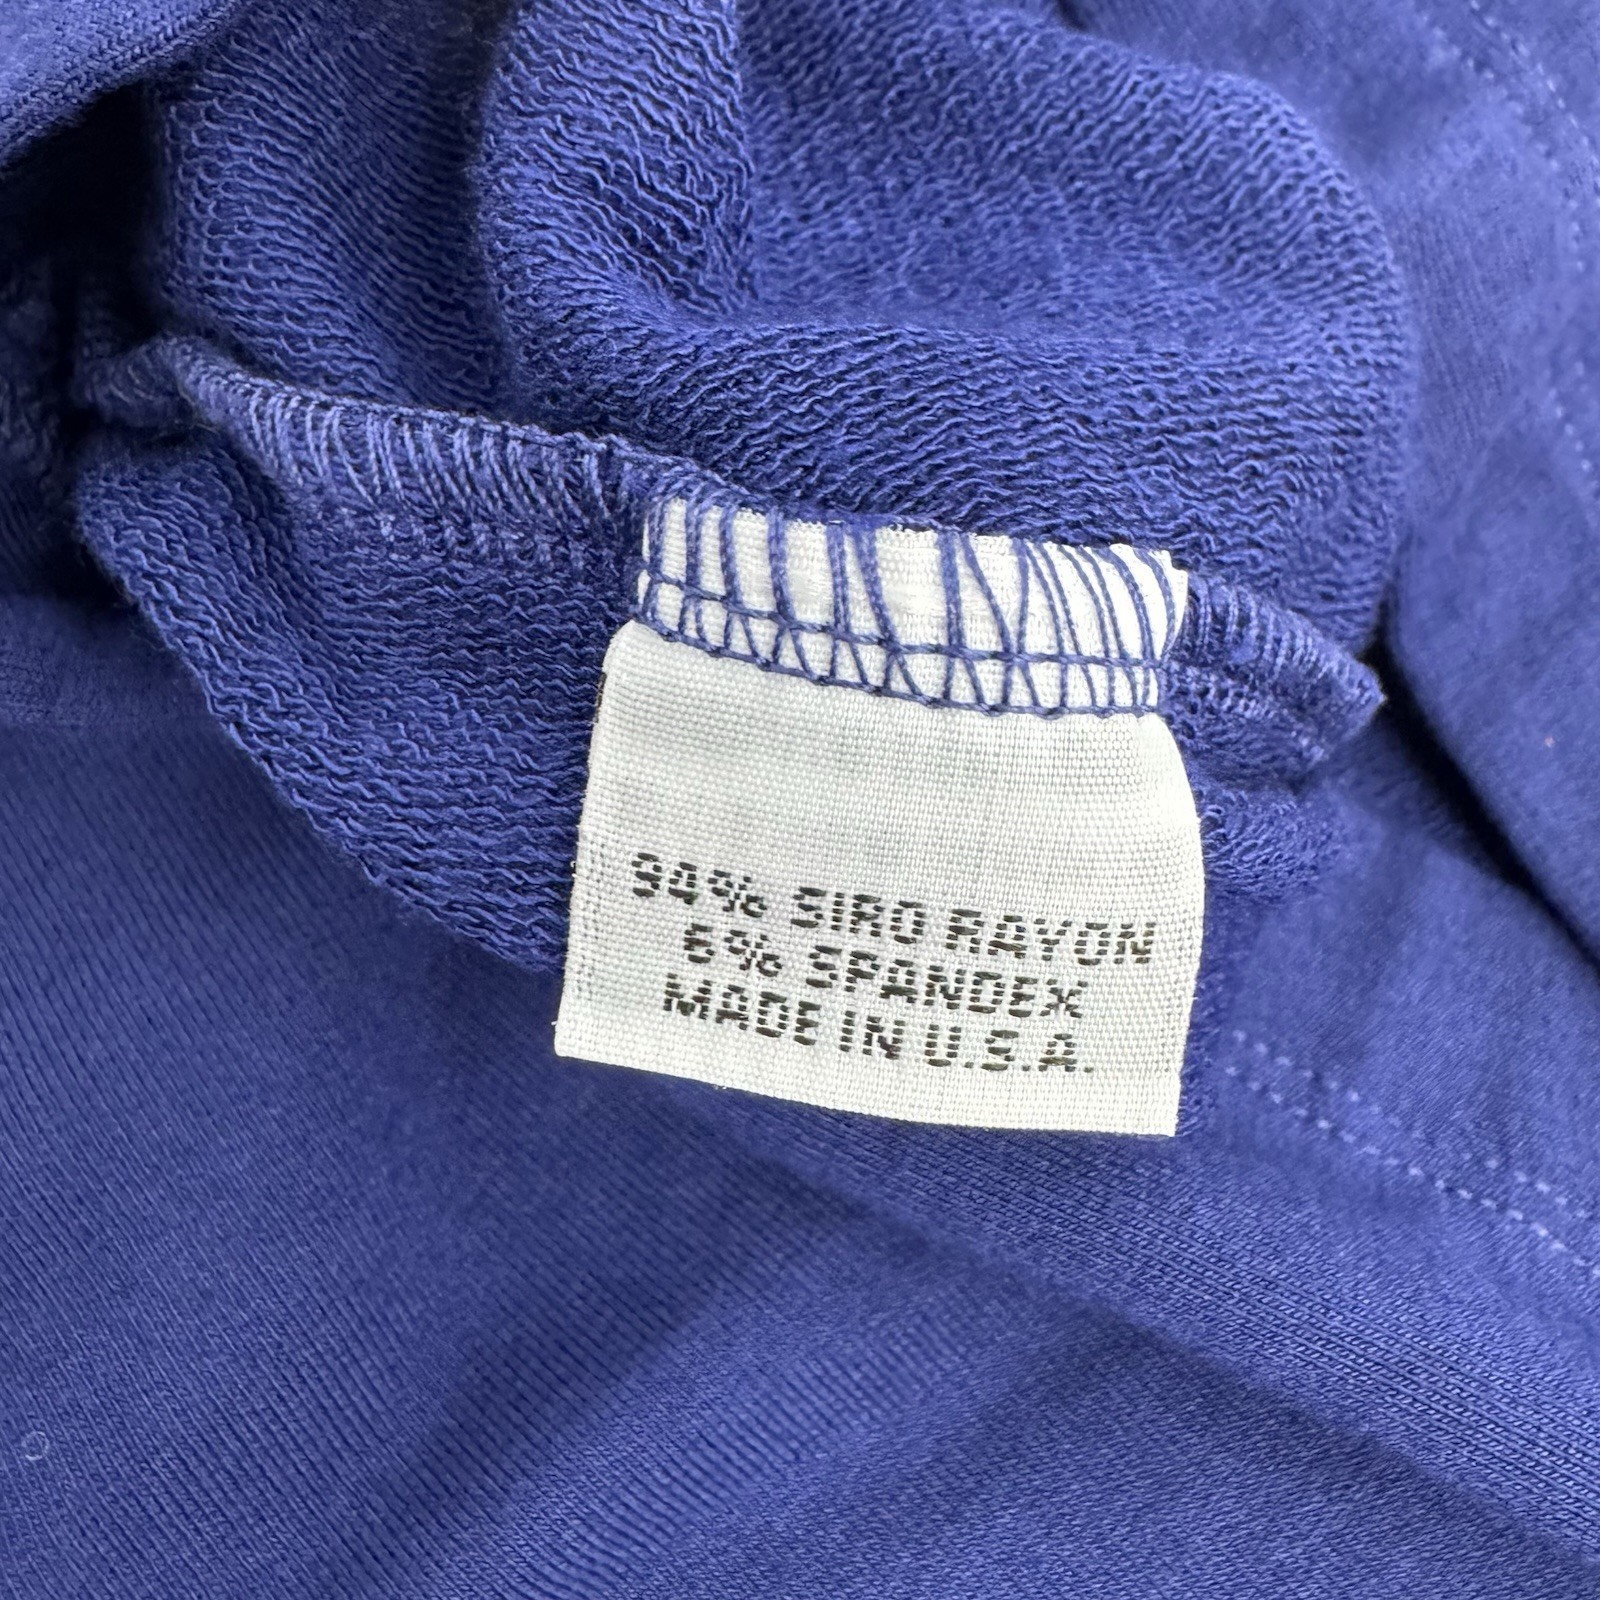 94% SIRO RAYON
6% SPANDEX
MADE IN U.S.A.